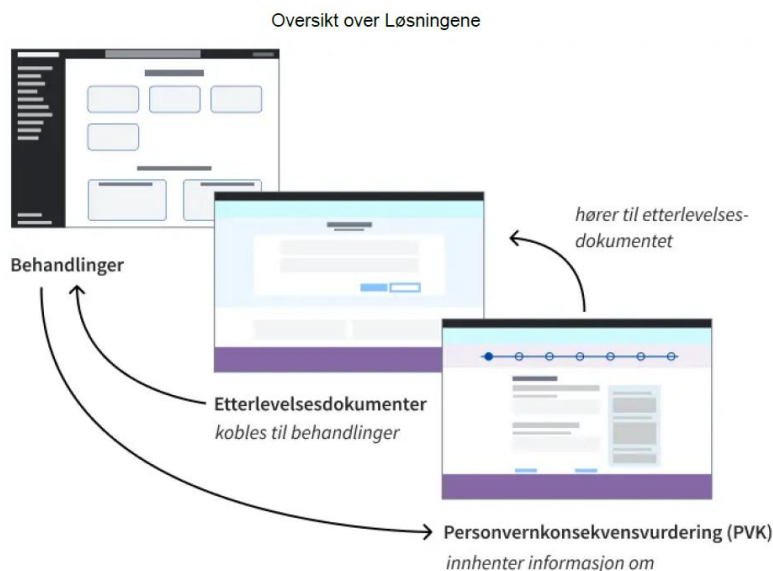 Oversikt over Løsningene
hører til etterlevelses-
dokumentet
Behandlinger
Etterlevelsesdokumenter
kobles til behandlinger
Personvernkonsekvensvurdering (PVK)
innhenter informasjon om